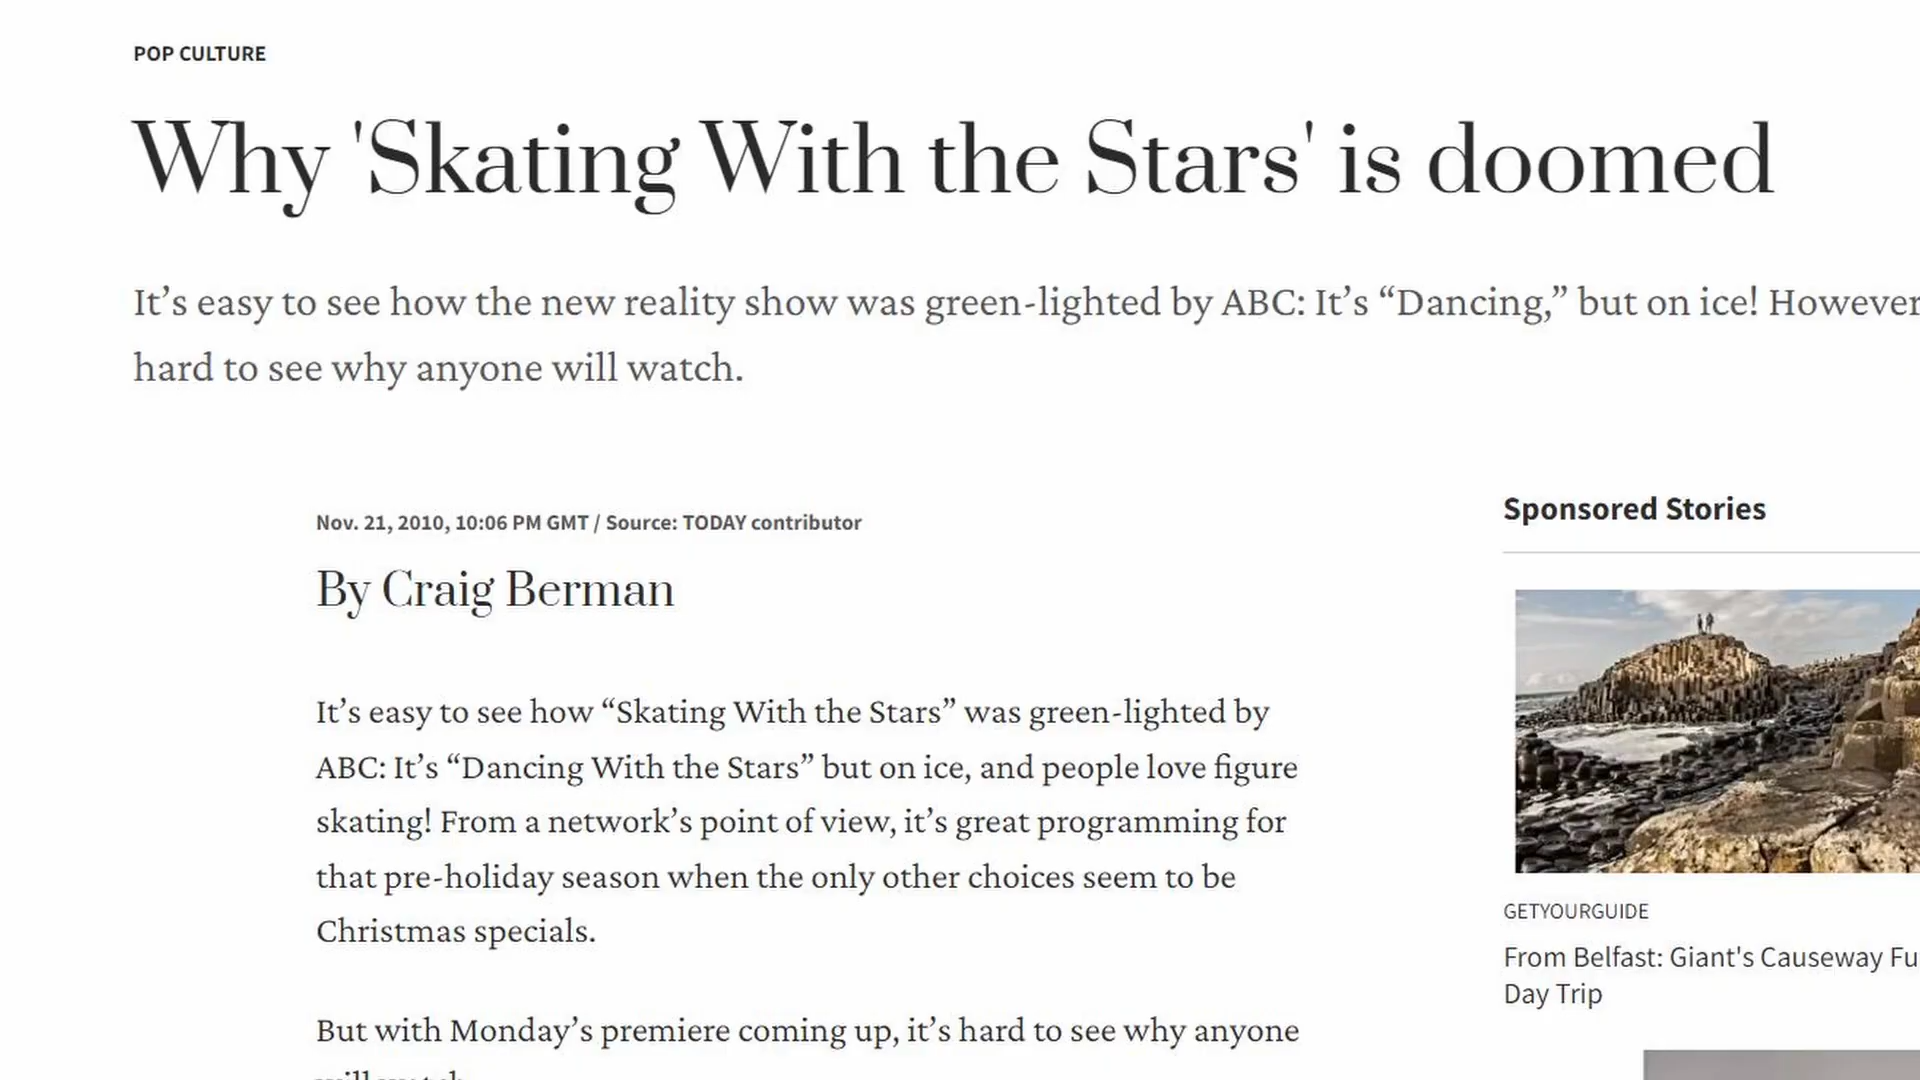 POP CULTURE
Why 'Skating With the Stars' is doomed
It’s easy to see how the new reality show was green-lighted by ABC: It’s “Dancing,” but on ice! However
hard to see why anyone will watch.
Nov. 21, 2010, 10:06 PM GMT / Source: TODAY contributor
By Craig Berman
It’s easy to see how “Skating With the Stars” was green-lighted by
ABC: It’s “Dancing With the Stars” but on ice, and people love figure
skating! From a network’s point of view, it’s great programming for
that pre-holiday season when the only other choices seem to be
Christmas specials.
But with Monday’s premiere coming up, it’s hard to see why anyone
Sponsored Stories
GETYOURGUIDE
From Belfast: Giant's Causeway Fu
Day Trip